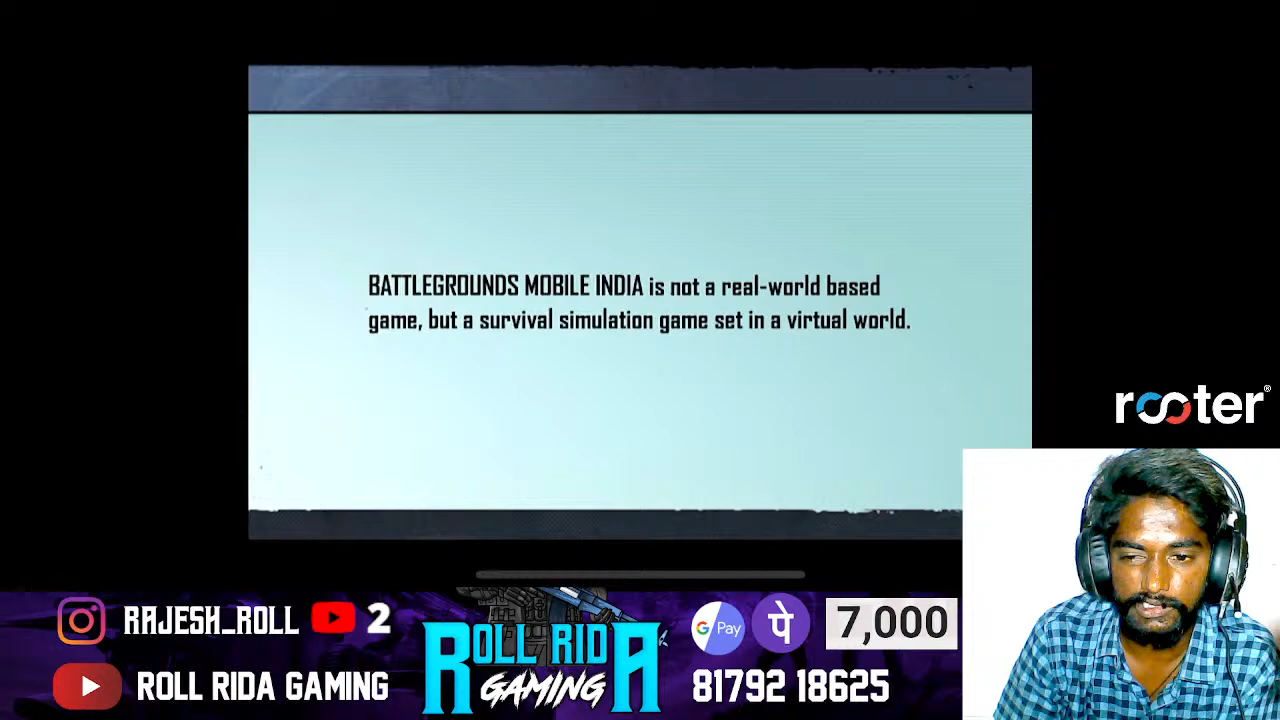 BATTLEGROUNDS MOBILE INDIA is not a real-world based
game, but a survival simulation game set in a virtual world.
rooter®
RAJESH_ROLL 2
ROLL RIDA GAMING
ROLL RIDA
GAMING
G Pay पे 7,000
81792 18625